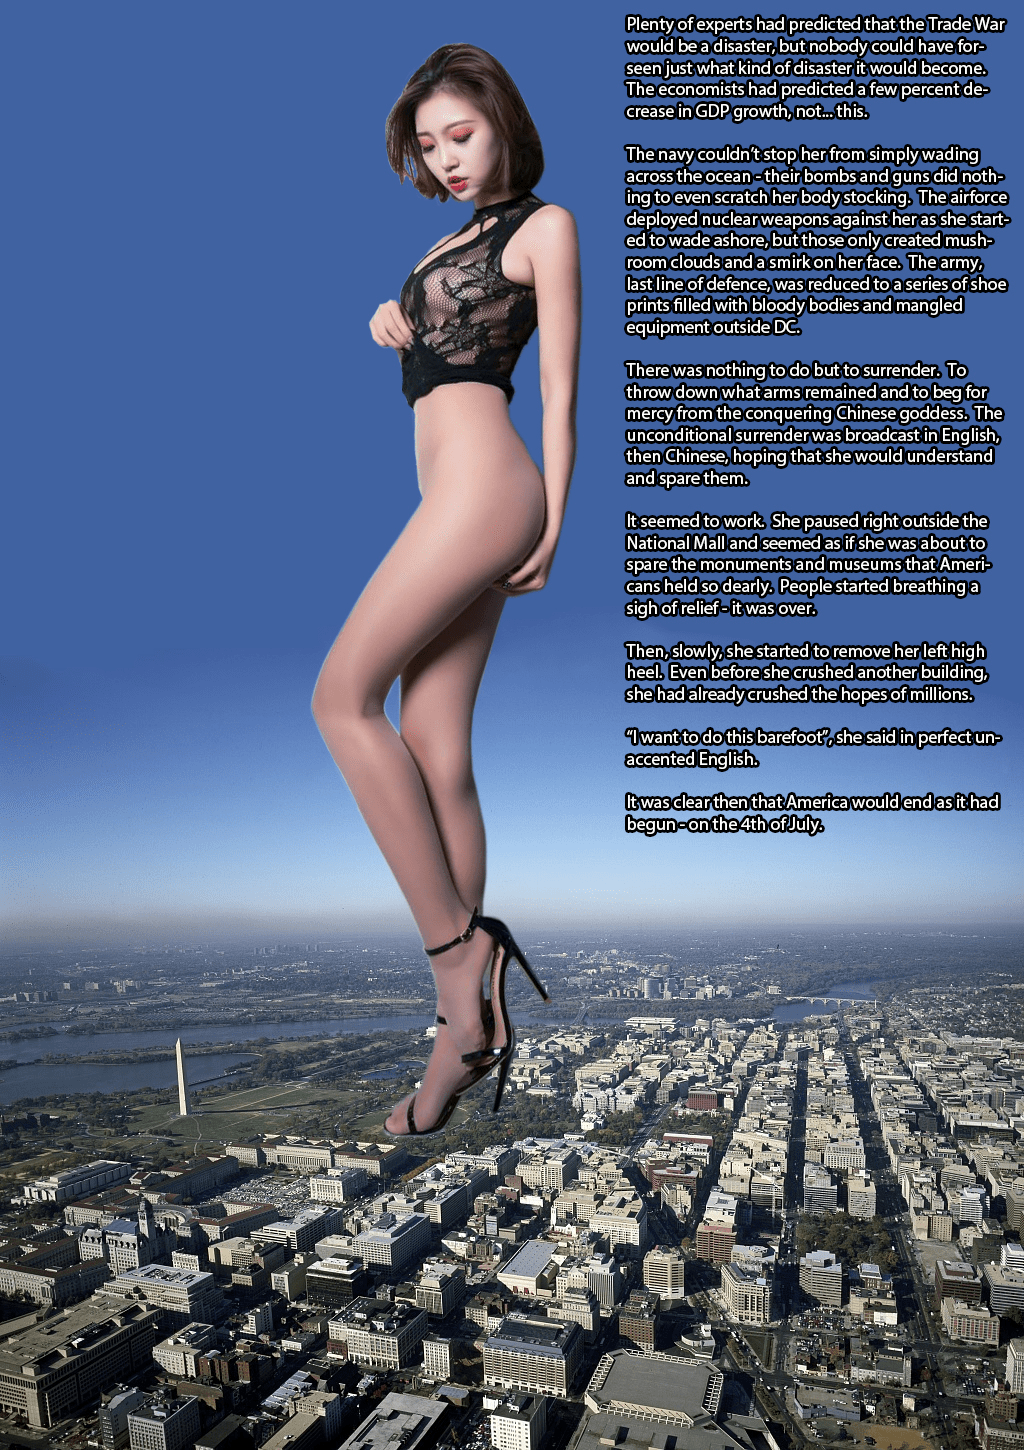 Plenty of experts had predicted that the Trade War
would be a disaster, but nobody could have for-
seen just what kind of disaster it would become.
The economists had predicted a few percent de-
crease in GDP growth, not... this.
The navy couldn't stop her from simply wading
across the ocean - their bombs and guns did noth-
ing to even scratch her body stocking. The airforce
deployed nuclear weapons against her as she start-
ed to wade ashore, but those only created mush-
room clouds and a smirk on her face. The army,
last line of defence, was reduced to a series of shoe
prints filled with bloody bodies and mangled
equipment outside DC.
There was nothing to do but to surrender. To
throw down what arms remained and to beg for
mercy from the conquering Chinese goddess. The
unconditional surrender was broadcast in English,
then Chinese, hoping that she would understand
and spare them.
It seemed to work. She paused right outside the
National Mall and seemed as if she was about to
spare the monuments and museums that Ameri-
cans held so dearly. People started breathing a
sigh of relief - it was over.
Then, slowly, she started to remove her left high
heel. Even before she crushed another building,
she had already crushed the hopes of millions.
"I want to do this barefoot", she said in perfect un-
accented English.
It was clear then that America would end as it had
begun - on the 4th of July.